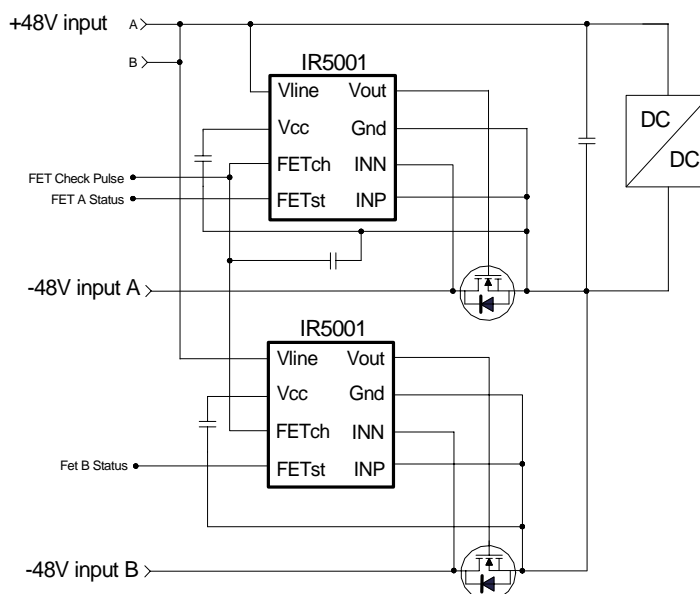 +48V input A
B
IR5001
Vline Vout
Vcc Gnd
FETch INN
FETst INP
FET Check Pulse
FET A Status
DC
DC
-48V input A
IR5001
Vline Vout
Vcc Gnd
FETch INN
FETst INP
Fet B Status
-48V input B